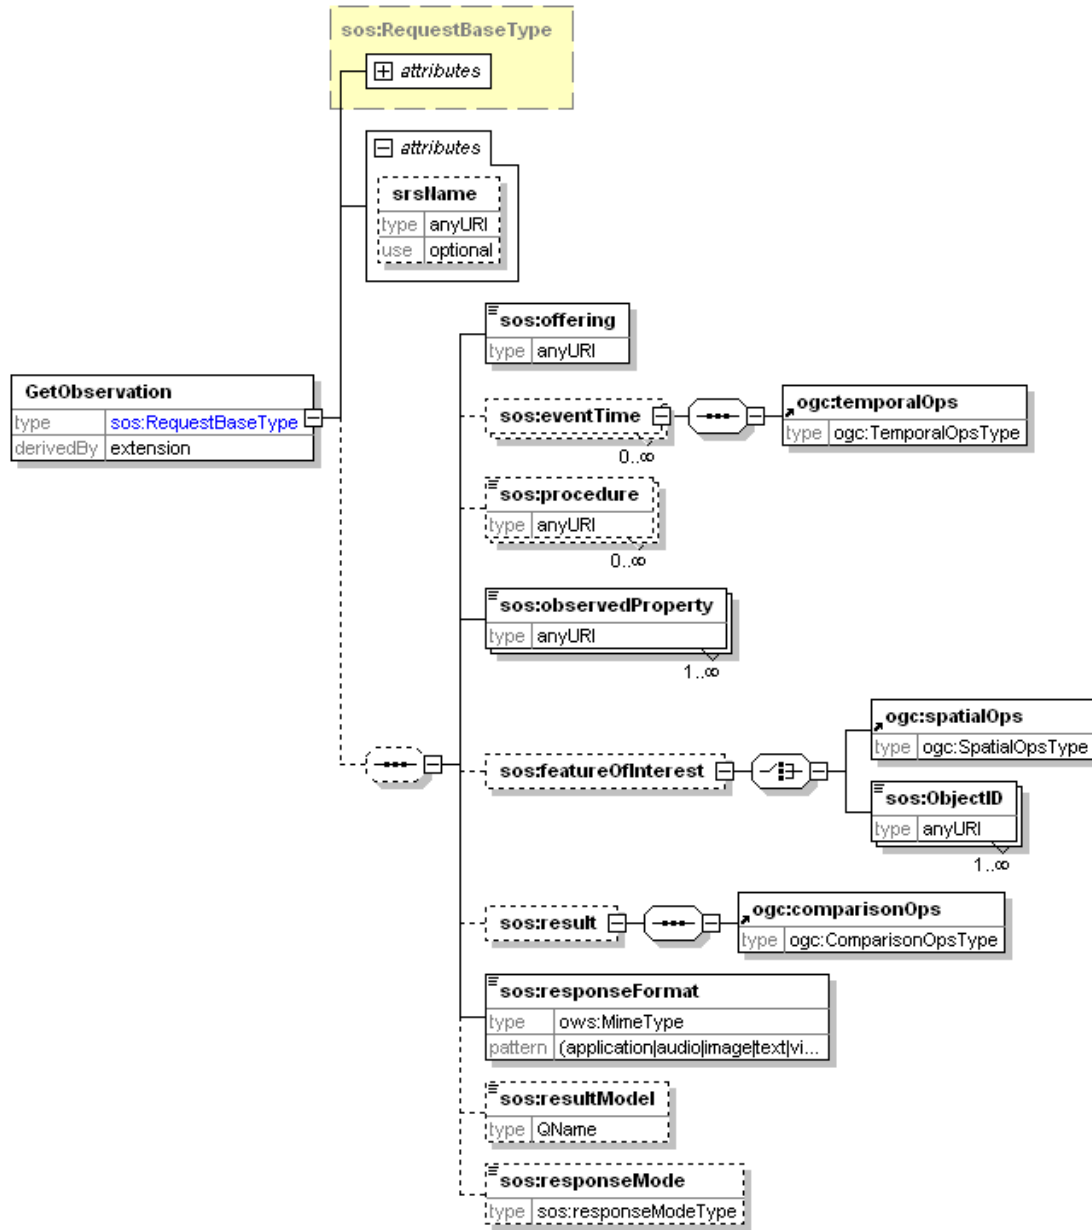 sos:RequestBaseType
attributes
attributes
srsName
type anyURI
use optional
GetObservation
type sos:RequestBaseType
derivedBy extension
sos:offering
type anyURI
sos:eventTime
0..∞
ogc:temporalOps
type ogc:TemporalOpsType
sos:procedure
type anyURI
0..∞
sos:observedProperty
type anyURI
1..∞
sos:featureOfInterest
ogc:spatialOps
type ogc:SpatialOpsType
sos:ObjectID
type anyURI
1..∞
sos:result
ogc:comparisonOps
type ogc:ComparisonOpsType
sos:responseFormat
type ows:MimeType
pattern (application|audio|image|text|vi...
sos:resultModel
type QName
sos:responseMode
type sos:responseModeType